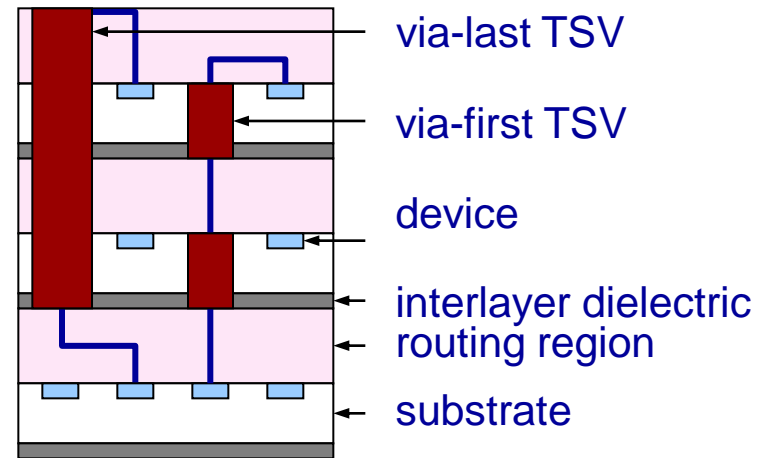 via-last TSV
via-first TSV
device
interlayer dielectric
routing region
substrate